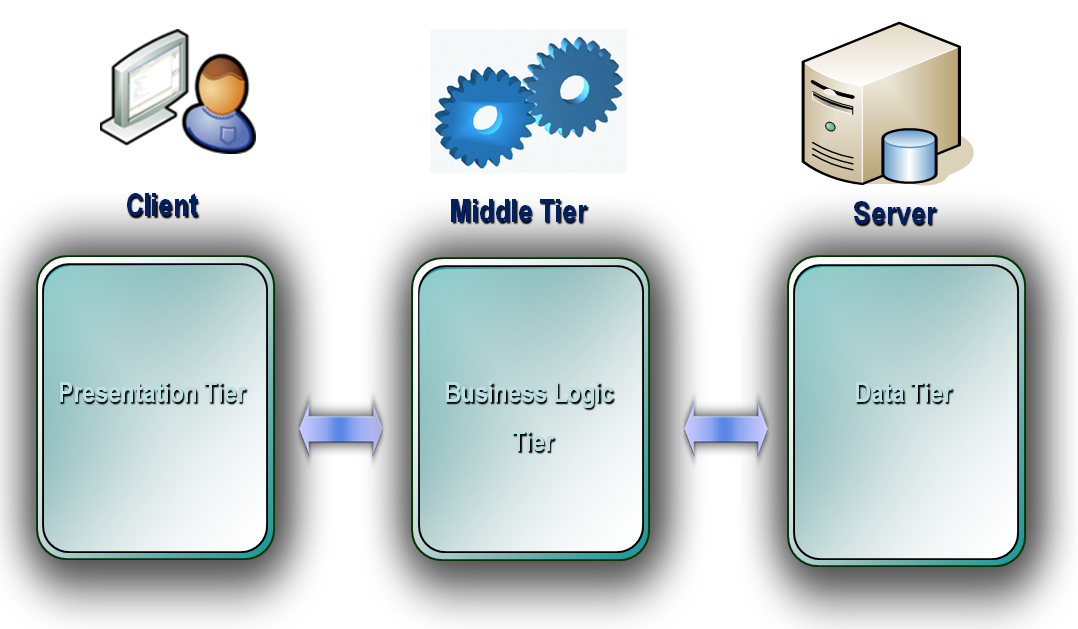 Client
Middle Tier
Server
Presentation Tier
Business Logic
Tier
Data Tier